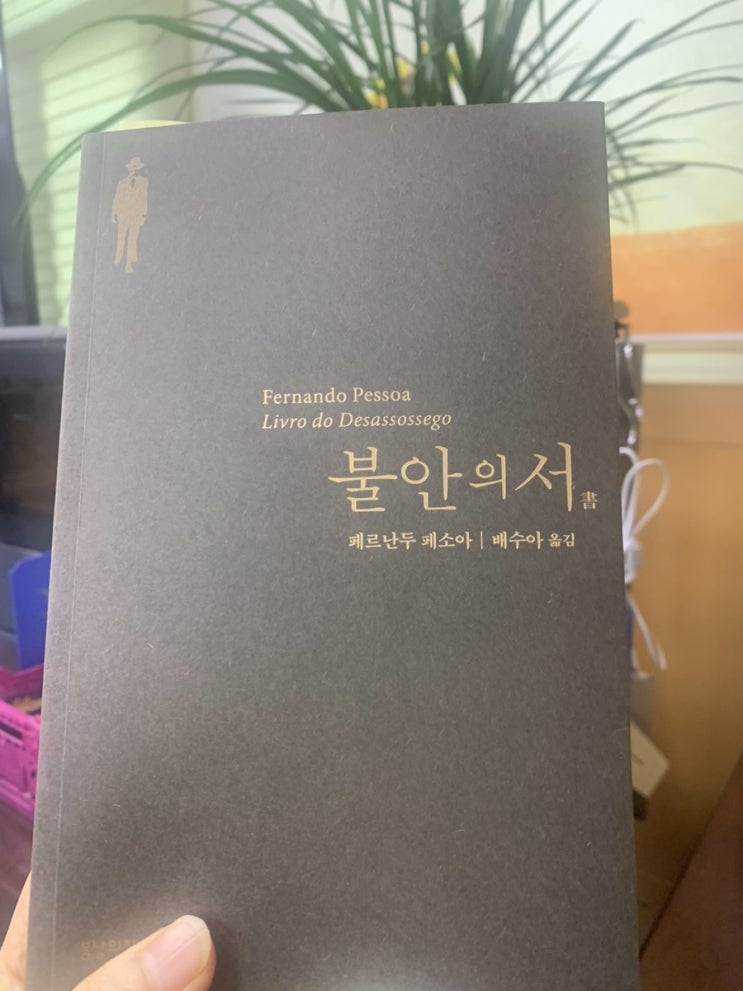 Fernando Pessoa
Livro do Desassossego
불안의서書
페르난두 페소아 | 배수아 옮김